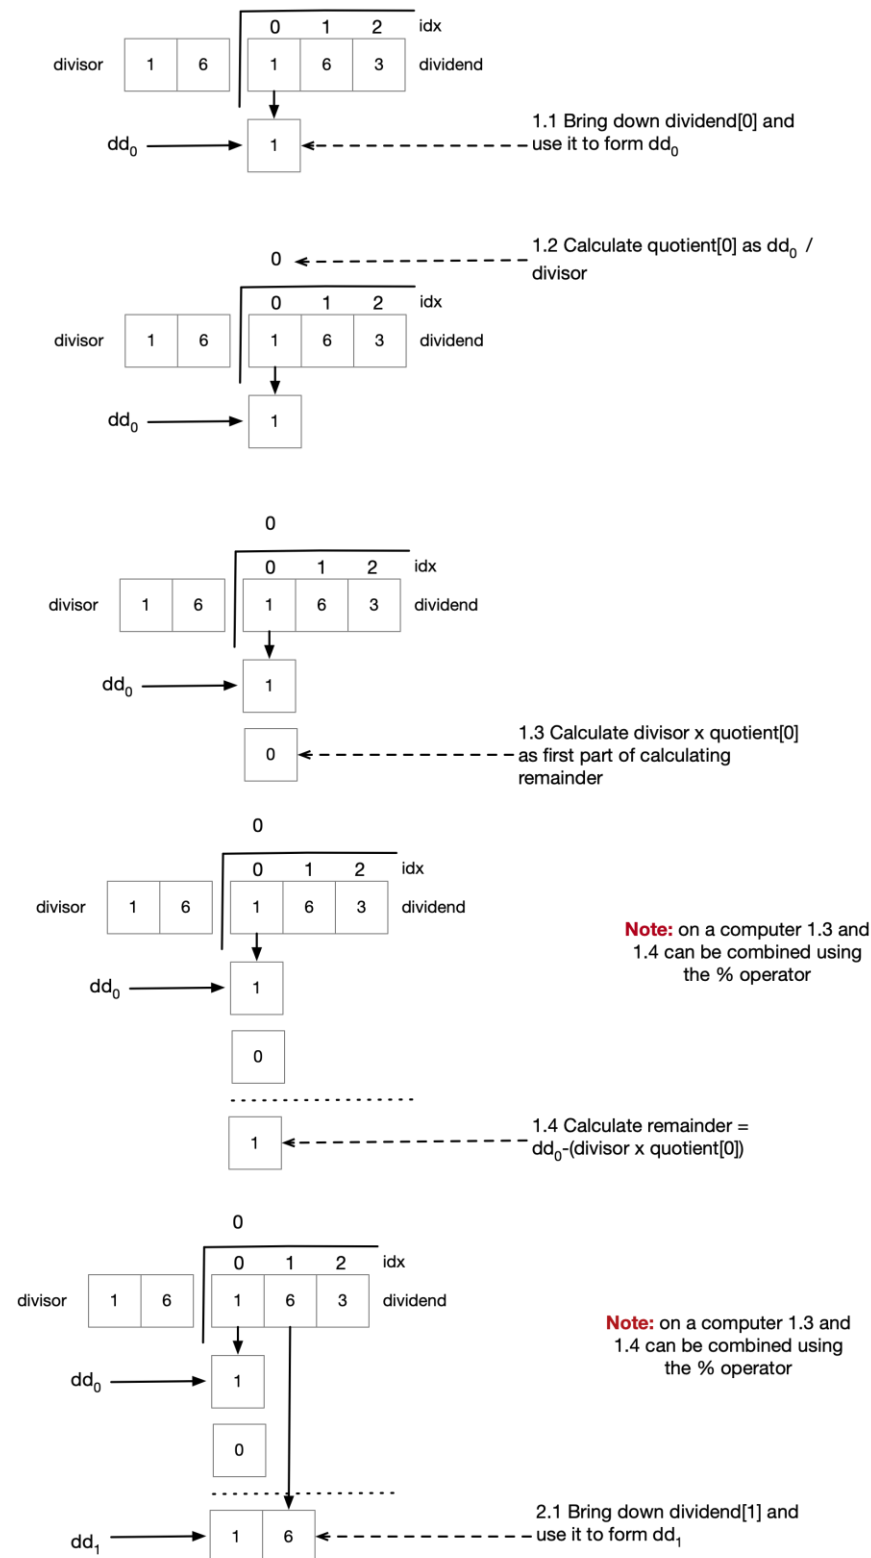 0 1 2 idx
divisor 1 6 1 6 3 dividend
1.1 Bring down dividend[0] and
use it to form dd0
dd0 1
1.2 Calculate quotient[0] as dd0 /
divisor
0
0 1 2 idx
divisor 1 6 1 6 3 dividend
dd0 1
0
0 1 2 idx
divisor 1 6 1 6 3 dividend
dd0 1
1.3 Calculate divisor x quotient[0]
as first part of calculating
remainder
0
0
0 1 2 idx
divisor 1 6 1 6 3 dividend
Note: on a computer 1.3 and
1.4 can be combined using
the % operator
dd0 1
0
1
1.4 Calculate remainder =
dd0-(divisor x quotient[0])
0
0 1 2 idx
divisor 1 6 1 6 3 dividend
Note: on a computer 1.3 and
1.4 can be combined using
the % operator
dd0 1
0
2.1 Bring down dividend[1] and
use it to form dd1
dd1 1 6